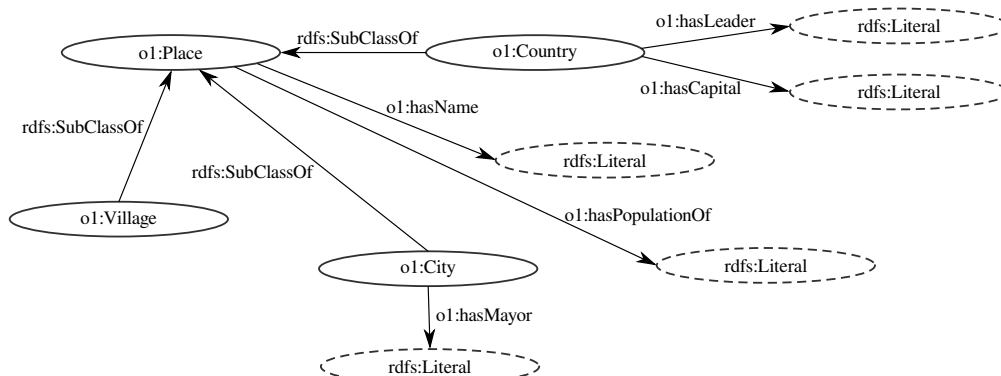 o1:hasLeader
rdfs:Literal
rdfs:SubClassOf
o1:Place
o1:Country
o1:hasCapital
rdfs:Literal
o1:hasName
rdfs:SubClassOf
rdfs:Literal
rdfs:SubClassOf
o1:Village
o1:hasPopulationOf
o1:City
rdfs:Literal
o1:hasMayor
rdfs:Literal